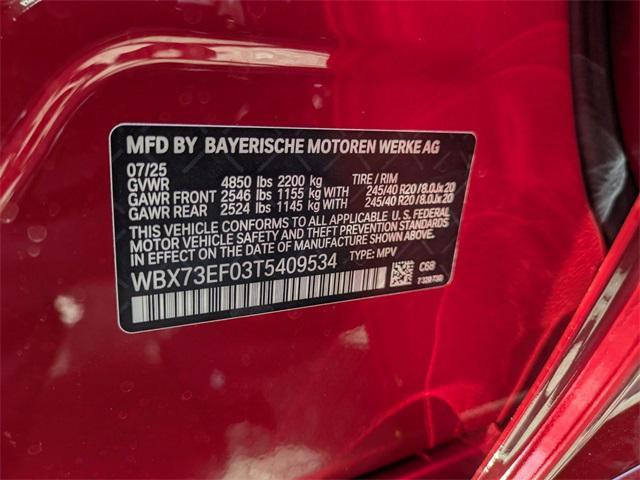 MFD BY BAYERISCHE MOTOREN WERKE AG
07/25 TIRE / RIM
GVWR 4850 lbs 2200 kg
GAWR FRONT 2546 lbs 1155 kg WITH 245/40 R20/8.0Jx20
GAWR REAR 2524 lbs 1145 kg WITH 245/40 R20/8.0Jx20
THIS VEHICLE CONFORMS TO ALL APPLICABLE U. S. FEDERAL
MOTOR VEHICLE SAFETY AND THEFT PREVENTION STANDARDS
IN EFFECT ON THE DATE OF MANUFACTURE SHOWN ABOVE.
WBX73EF03T5409534 TYPE: MPV
C68